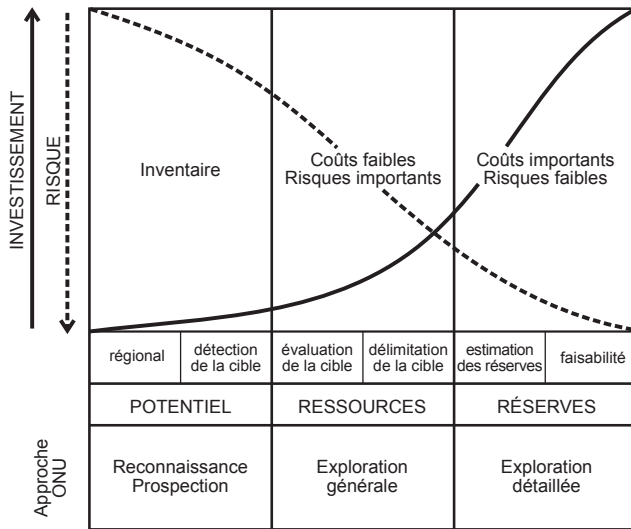 INVESTISSEMENT
RISQUE
Inventaire
Coûts faibles
Risques importants
Coûts importants
Risques faibles
régional
détection
de la cible
évaluation
de la cible
délimitation
de la cible
estimation
des réserves
faisabilité
POTENTIEL
RESSOURCES
RÉSERVES
Approche
ONU
Reconnaissance
Prospection
Exploration
générale
Exploration
détaillée